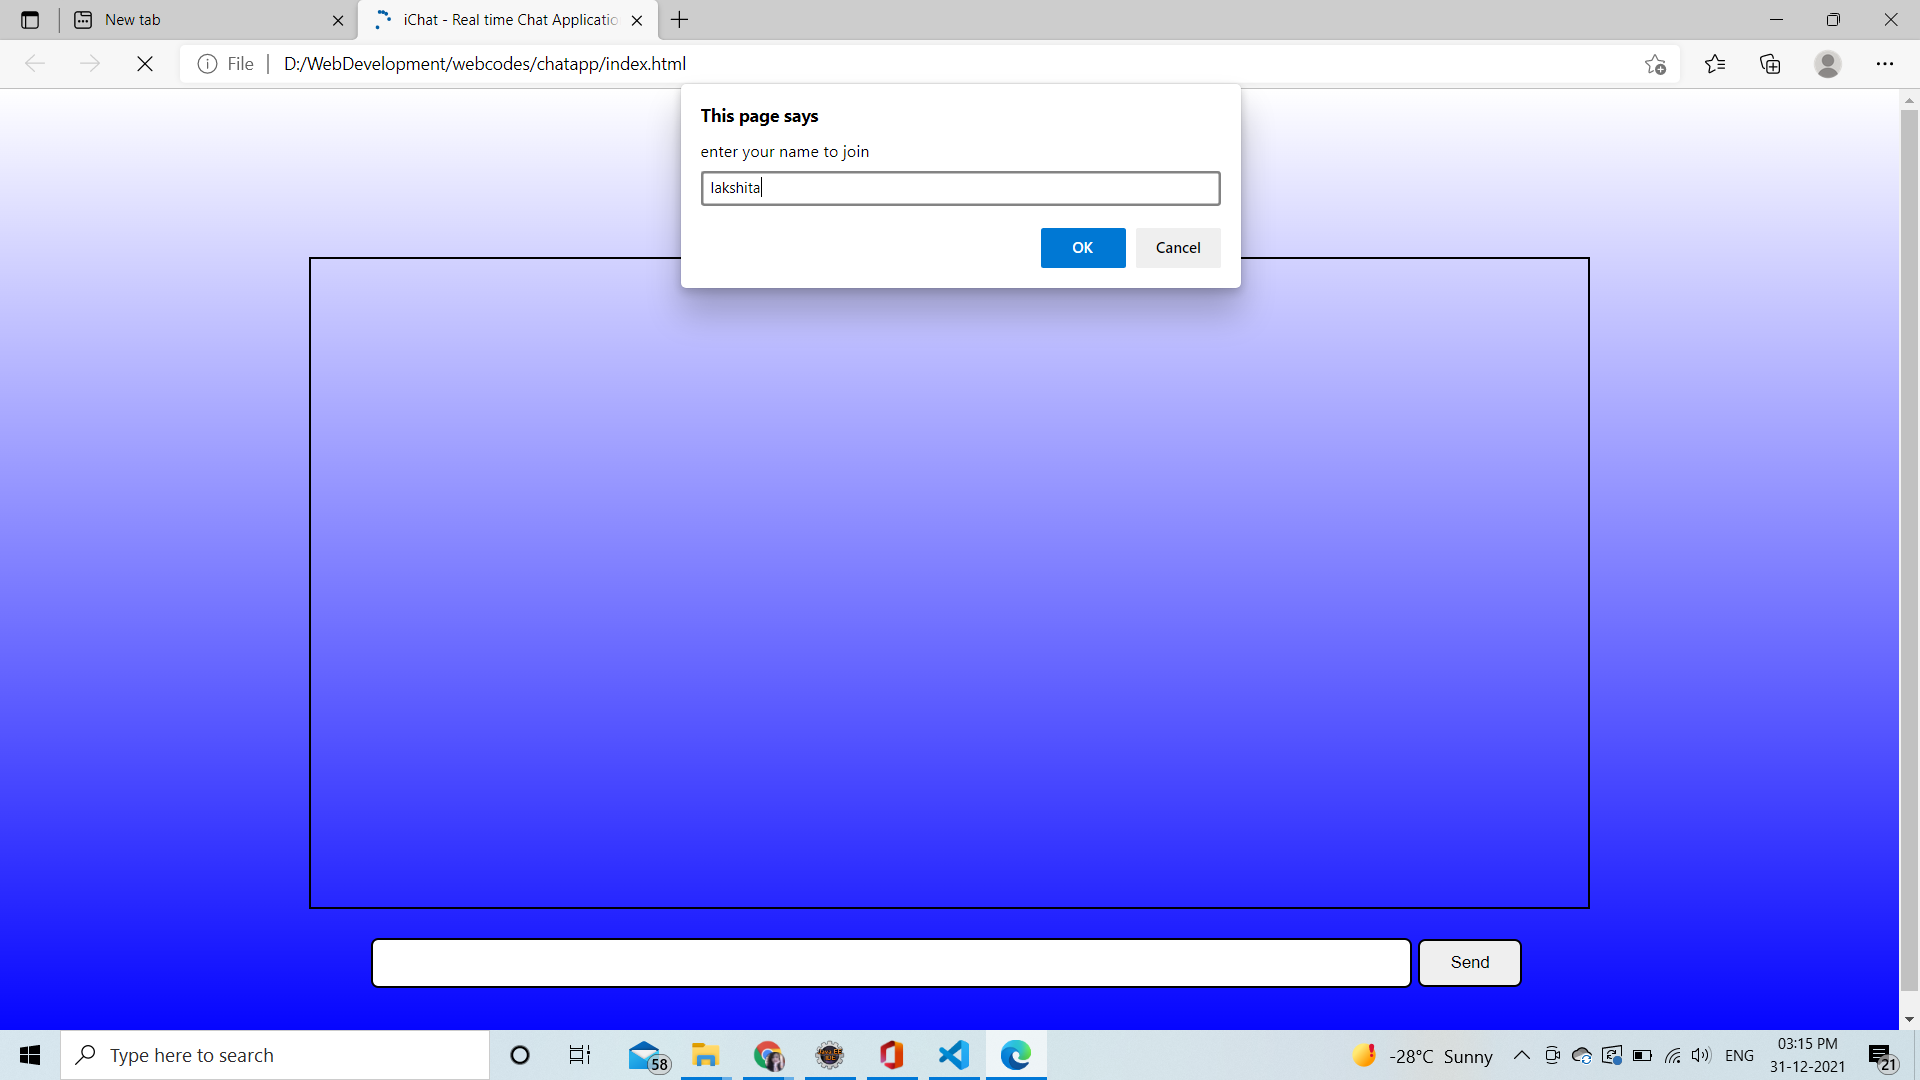 New tab
iChat - Real time Chat Applicatio
File
D:/WebDevelopment/webcodes/chatapp/index.html
This page says
enter your name to join
lakshita
OK
Cancel
Send
Type here to search
58
-28°C Sunny
ENG
03:15 PM
31-12-2021
21